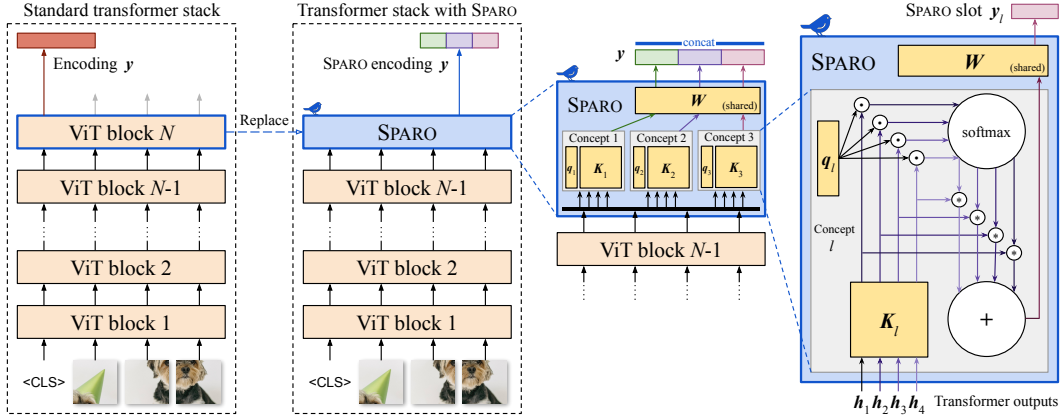 Standard transformer stack
Encoding y
ViT block N
ViT block N-1
ViT block 2
ViT block 1
<CLS>
Replace
Transformer stack with SPARO
SPARO encoding y
SPARO
ViT block N-1
ViT block 2
ViT block 1
<CLS>
concat
y
SPARO
W
(shared)
Concept 1
Concept 2
Concept 3
q1
K1
q2
K2
q3
K3
ViT block N-1
SPARO slot yl
SPARO
W
(shared)
softmax
ql
Concept
l
Kl
+
h1 h2 h3 h4 Transformer outputs